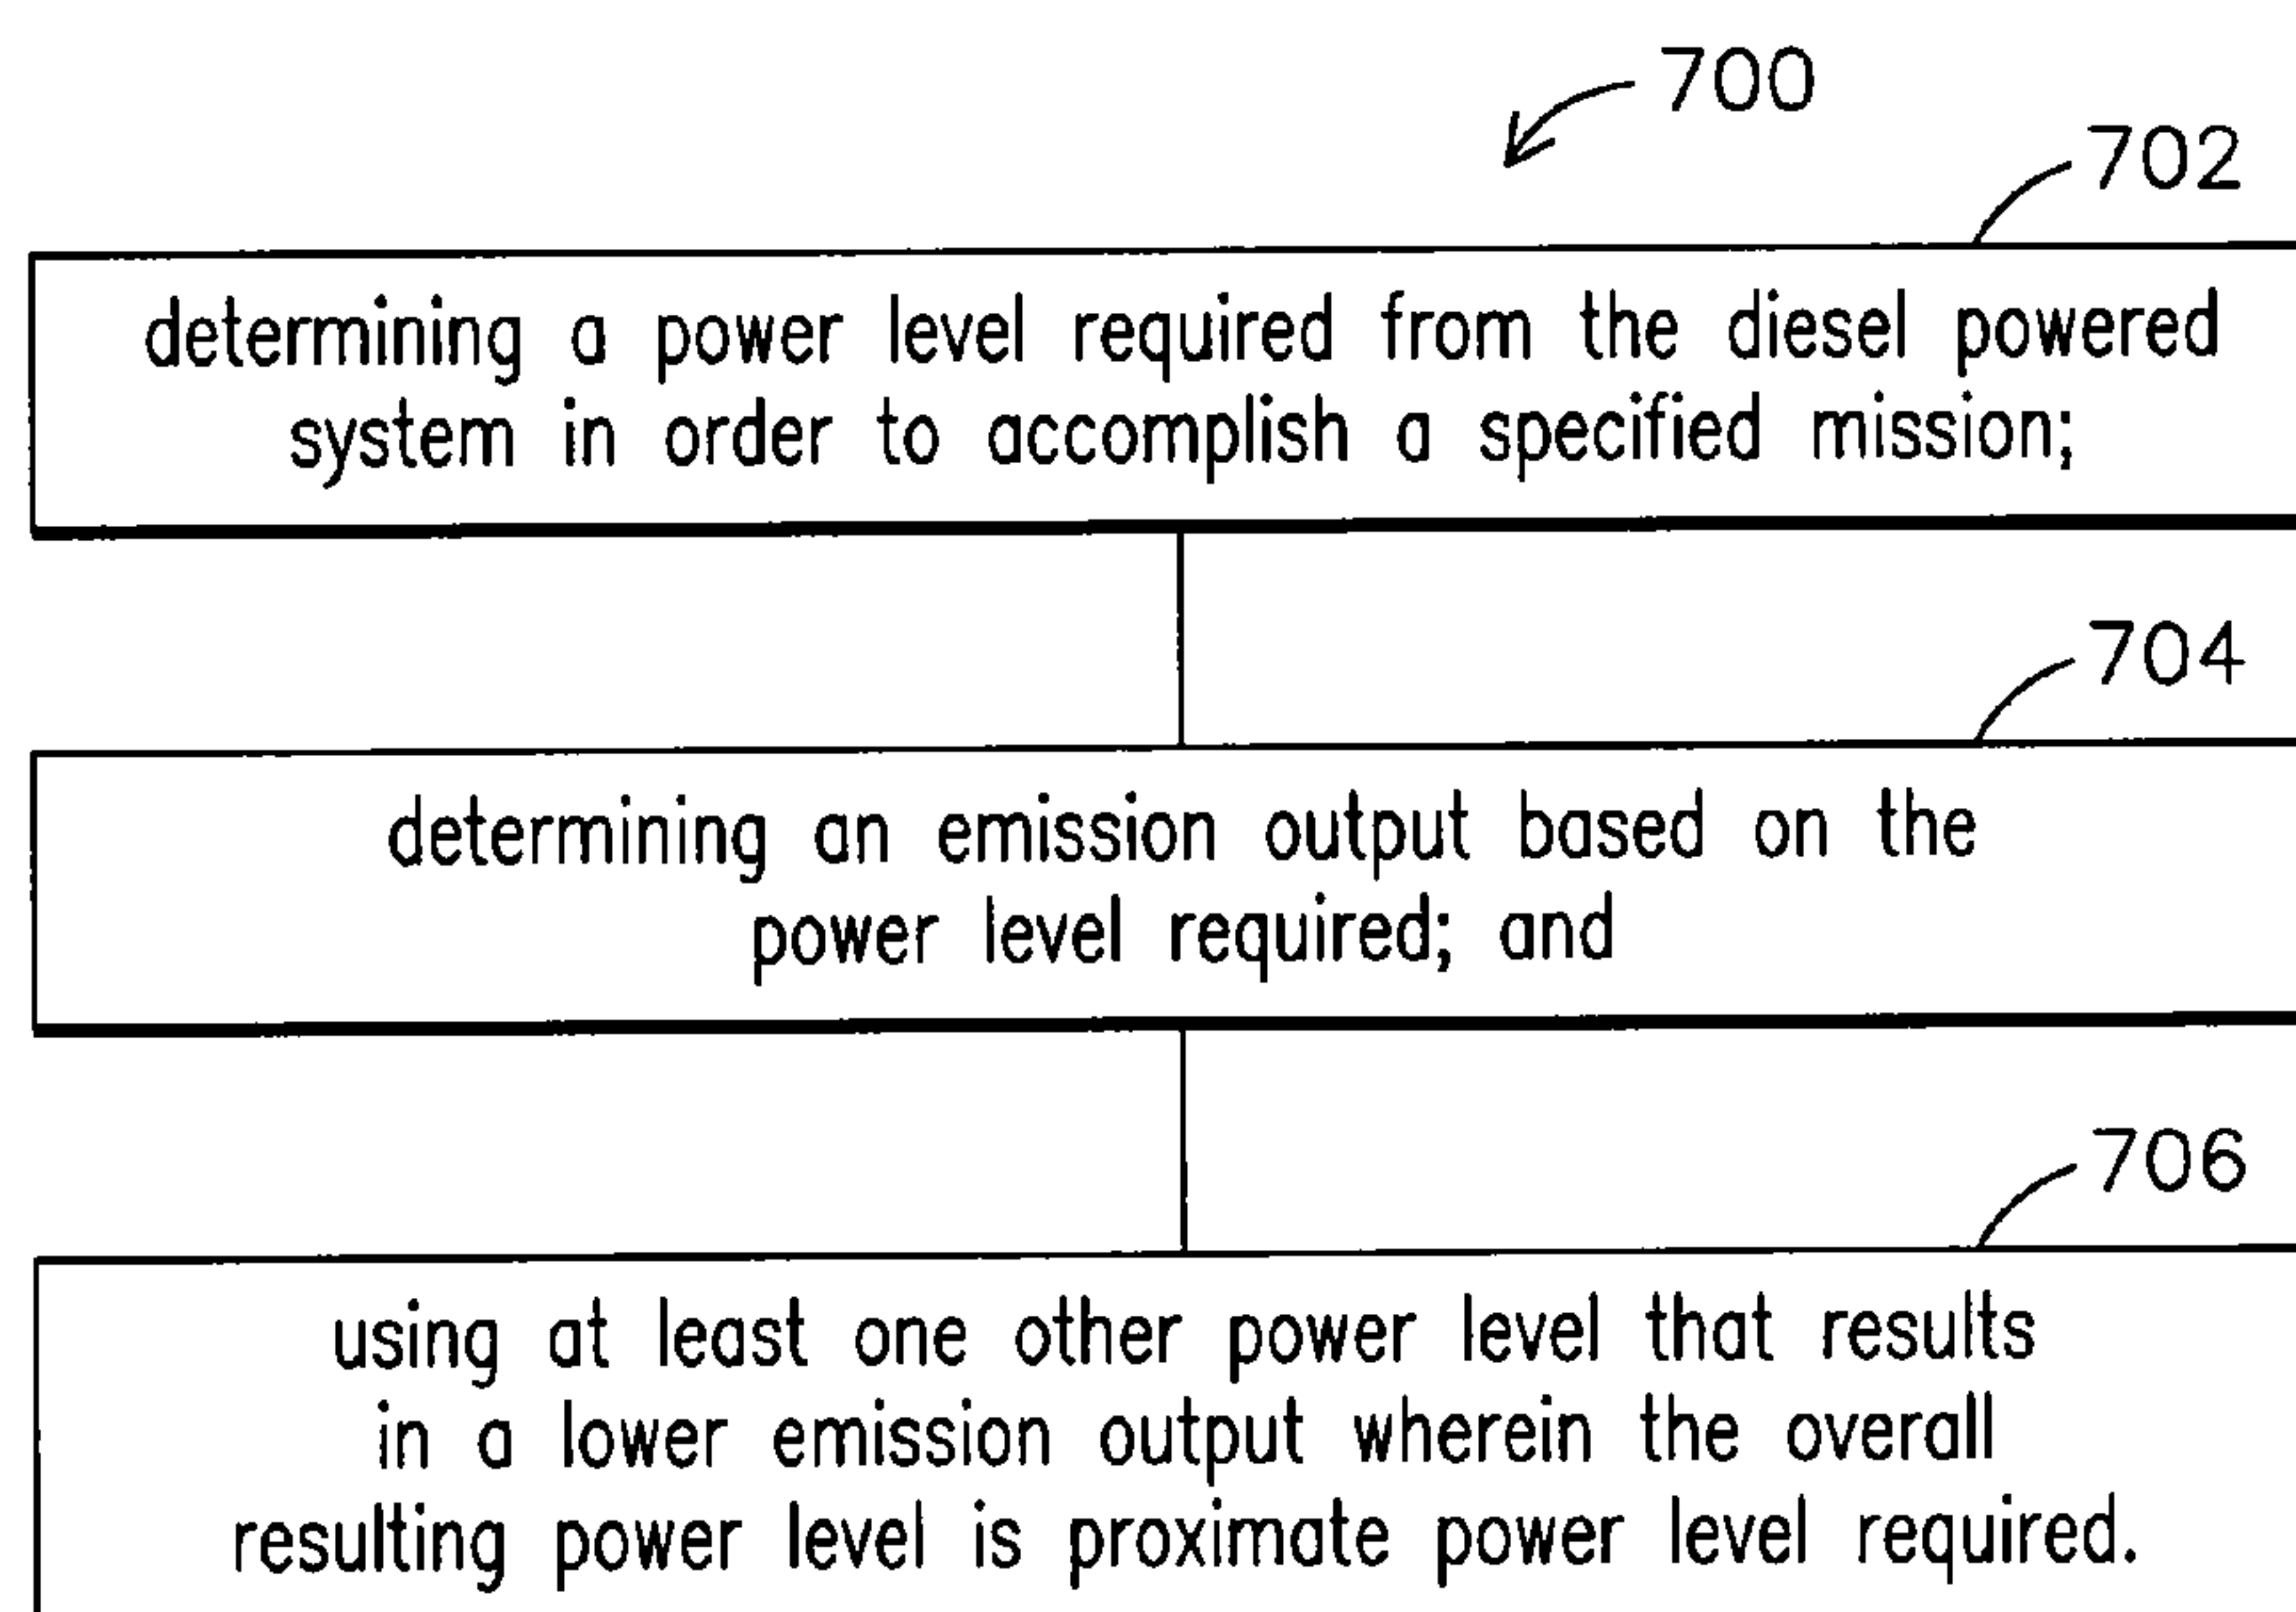 700
702
determining a power level required from the diesel powered
system in order to accomplish a specified mission;
704
determining an emission output based on the
power level required; and
706
using at least one other power level that results
in a lower emission output wherein the overall
resulting power level is proximate power level required.